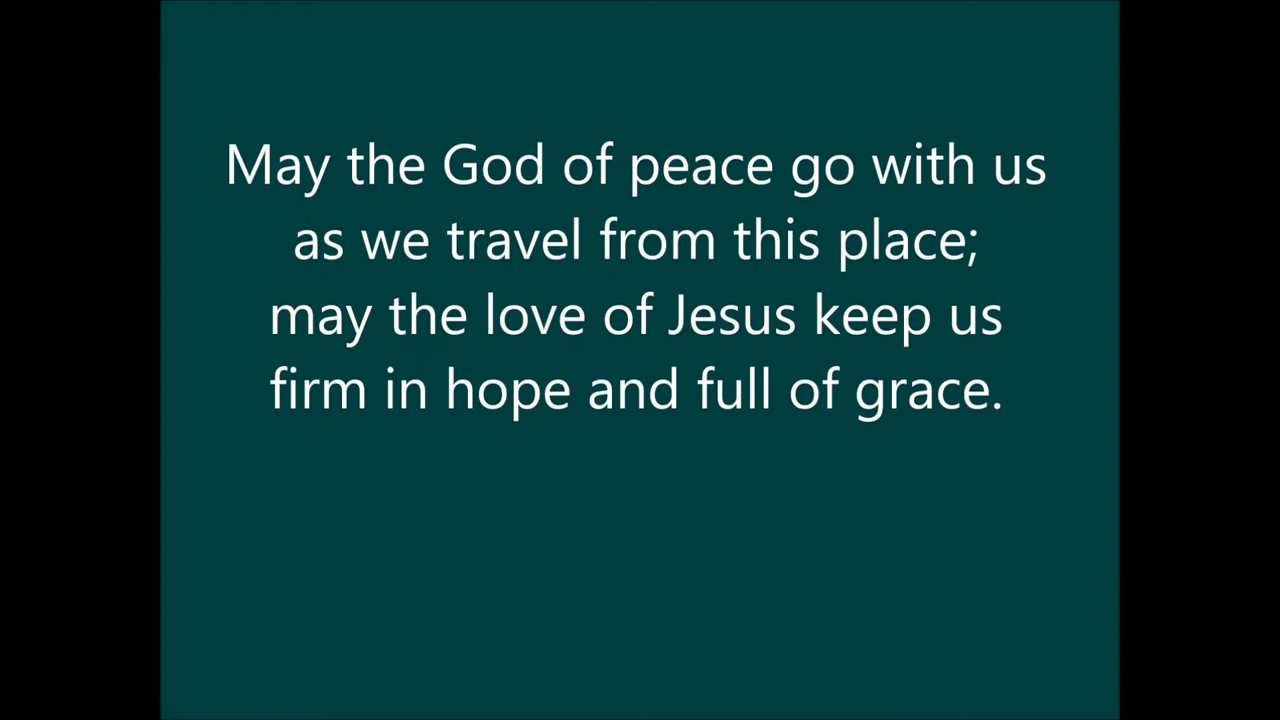 May the God of peace go with us
as we travel from this place;
may the love of Jesus keep us
firm in hope and full of grace.